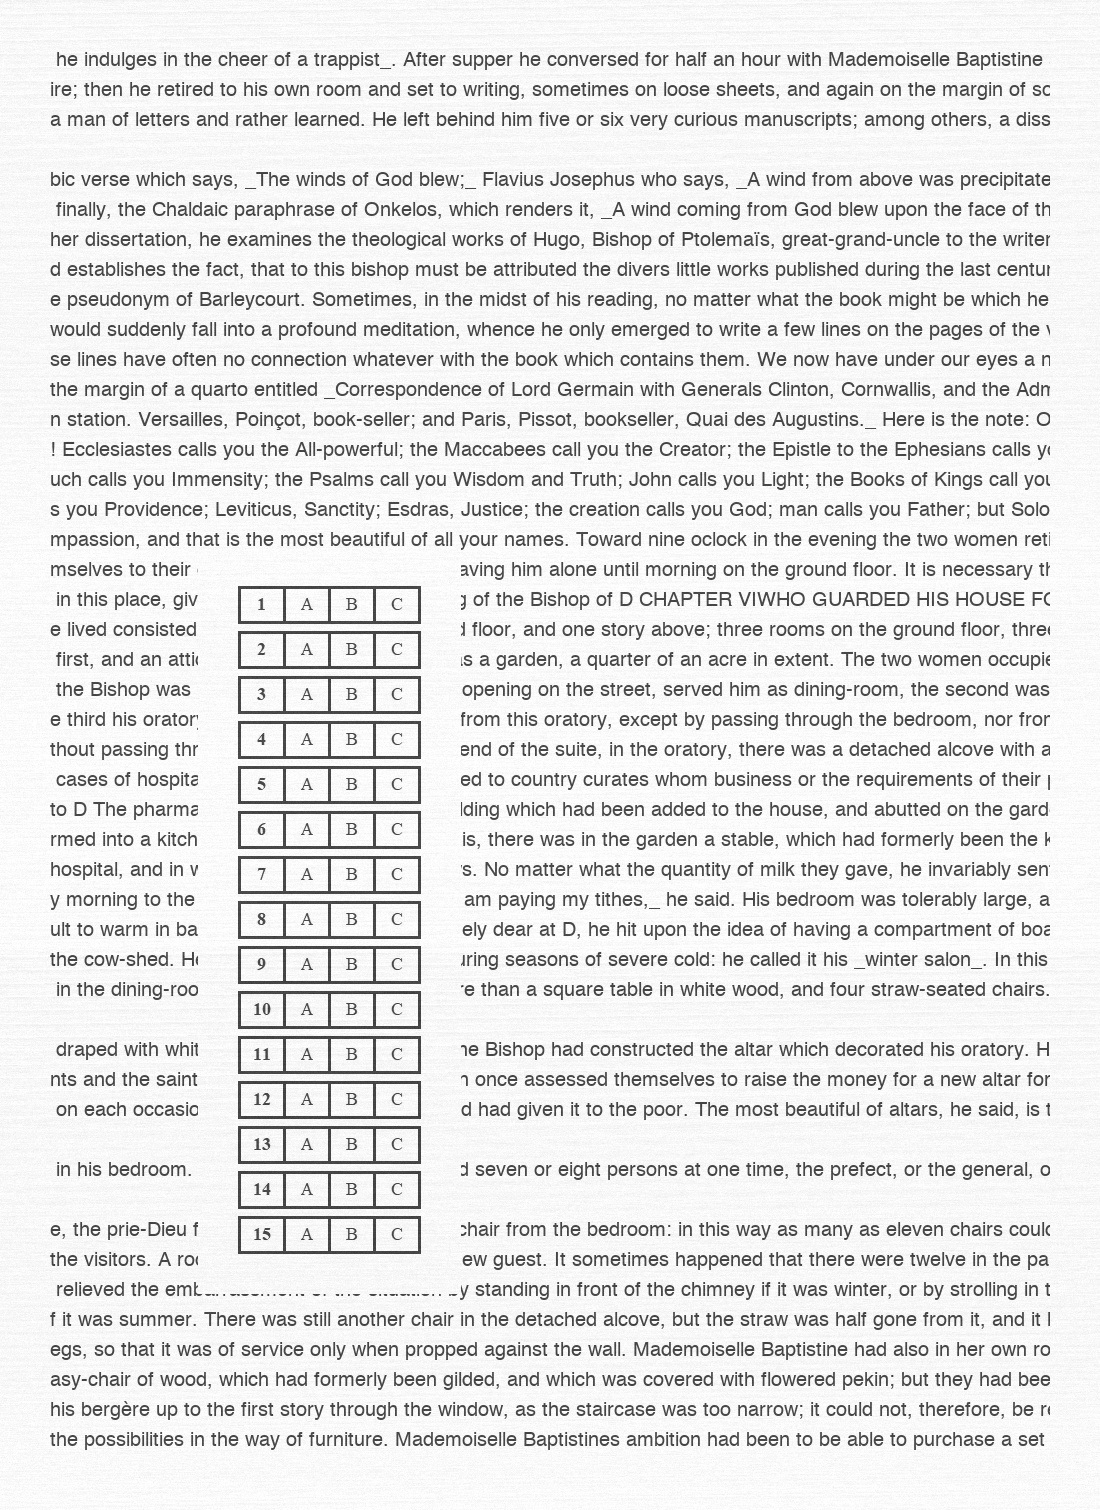 he indulges in the cheer of a trappist_. After supper he conversed for half an hour with Mademoiselle Baptistine
ire; then he retired to his own room and set to writing, sometimes on loose sheets, and again on the margin of so
a man of letters and rather learned. He left behind him five or six very curious manuscripts; among others, a diss
bic verse which says, _The winds of God blew;_ Flavius Josephus who says, _A wind from above was precipitate
finally, the Chaldaic paraphrase of Onkelos, which renders it, _A wind coming from God blew upon the face of th
her dissertation, he examines the theological works of Hugo, Bishop of Ptolemaïs, great-grand-uncle to the writer
d establishes the fact, that to this bishop must be attributed the divers little works published during the last centur
e pseudonym of Barleycourt. Sometimes, in the midst of his reading, no matter what the book might be which he
would suddenly fall into a profound meditation, whence he only emerged to write a few lines on the pages of the v
se lines have often no connection whatever with the book which contains them. We now have under our eyes a n
the margin of a quarto entitled _Correspondence of Lord Germain with Generals Clinton, Cornwallis, and the Adm
n station. Versailles, Poinçot, book-seller; and Paris, Pissot, bookseller, Quai des Augustins._ Here is the note: O
! Ecclesiastes calls you the All-powerful; the Maccabees call you the Creator; the Epistle to the Ephesians calls yo
uch calls you Immensity; the Psalms call you Wisdom and Truth; John calls you Light; the Books of Kings call you
s you Providence; Leviticus, Sanctity; Esdras, Justice; the creation calls you God; man calls you Father; but Solo
mpassion, and that is the most beautiful of all your names. Toward nine oclock in the evening the two women reti
mselves to their aving him alone until morning on the ground floor. It is necessary th
in this place, giv g of the Bishop of D CHAPTER VIWHO GUARDED HIS HOUSE FO
e lived consisted d floor, and one story above; three rooms on the ground floor, three
first, and an attic as a garden, a quarter of an acre in extent. The two women occupie
the Bishop was opening on the street, served him as dining-room, the second was
e third his oratory from this oratory, except by passing through the bedroom, nor from
thout passing thr end of the suite, in the oratory, there was a detached alcove with a
cases of hospita ed to country curates whom business or the requirements of their p
to D The pharma lding which had been added to the house, and abutted on the garde
rmed into a kitch is, there was in the garden a stable, which had formerly been the k
hospital, and in w s. No matter what the quantity of milk they gave, he invariably sent
y morning to the am paying my tithes,_ he said. His bedroom was tolerably large, a
ult to warm in ba ely dear at D, he hit upon the idea of having a compartment of boa
the cow-shed. He uring seasons of severe cold: he called it his _winter salon_. In this
in the dining-roo re than a square table in white wood, and four straw-seated chairs.
draped with whit he Bishop had constructed the altar which decorated his oratory. H
nts and the saint n once assessed themselves to raise the money for a new altar for
on each occasio d had given it to the poor. The most beautiful of altars, he said, is t
in his bedroom. d seven or eight persons at one time, the prefect, or the general, o
e, the prie-Dieu f chair from the bedroom: in this way as many as eleven chairs could
the visitors. A roo ew guest. It sometimes happened that there were twelve in the pa
relieved the embarrassment of the situation by standing in front of the chimney if it was winter, or by strolling in t
f it was summer. There was still another chair in the detached alcove, but the straw was half gone from it, and it h
egs, so that it was of service only when propped against the wall. Mademoiselle Baptistine had also in her own ro
asy-chair of wood, which had formerly been gilded, and which was covered with flowered pekin; but they had bee
his bergère up to the first story through the window, as the staircase was too narrow; it could not, therefore, be re
the possibilities in the way of furniture. Mademoiselle Baptistines ambition had been to be able to purchase a set
1 A B C
2 A B C
3 A B C
4 A B C
5 A B C
6 A B C
7 A B C
8 A B C
9 A B C
10 A B C
11 A B C
12 A B C
13 A B C
14 A B C
15 A B C